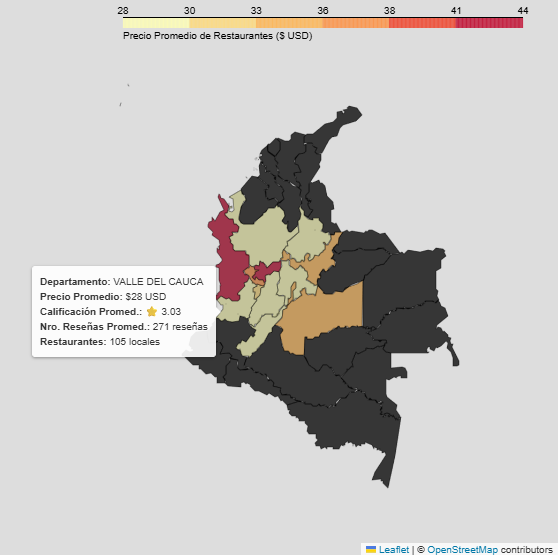 28 30 33 36 38 41 44
Precio Promedio de Restaurantes ($ USD)
Departamento: VALLE DEL CAUCA
Precio Promedio: $28 USD
Calificación Promed.: ⭐ 3.03
Nro. Reseñas Promed.: 271 reseñas
Restaurantes: 105 locales
Leaflet | © OpenStreetMap contributors